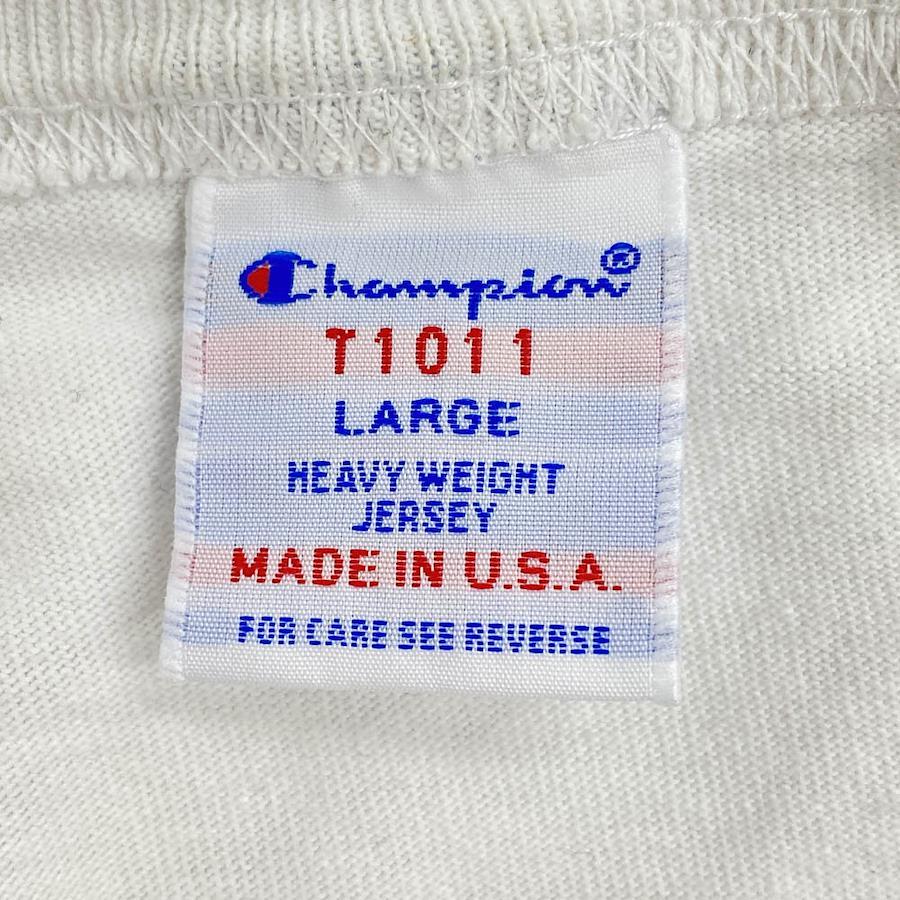 Champion®
T1011
LARGE
HEAVY WEIGHT
JERSEY
MADE IN U.S.A.
FOR CARE SEE REVERSE